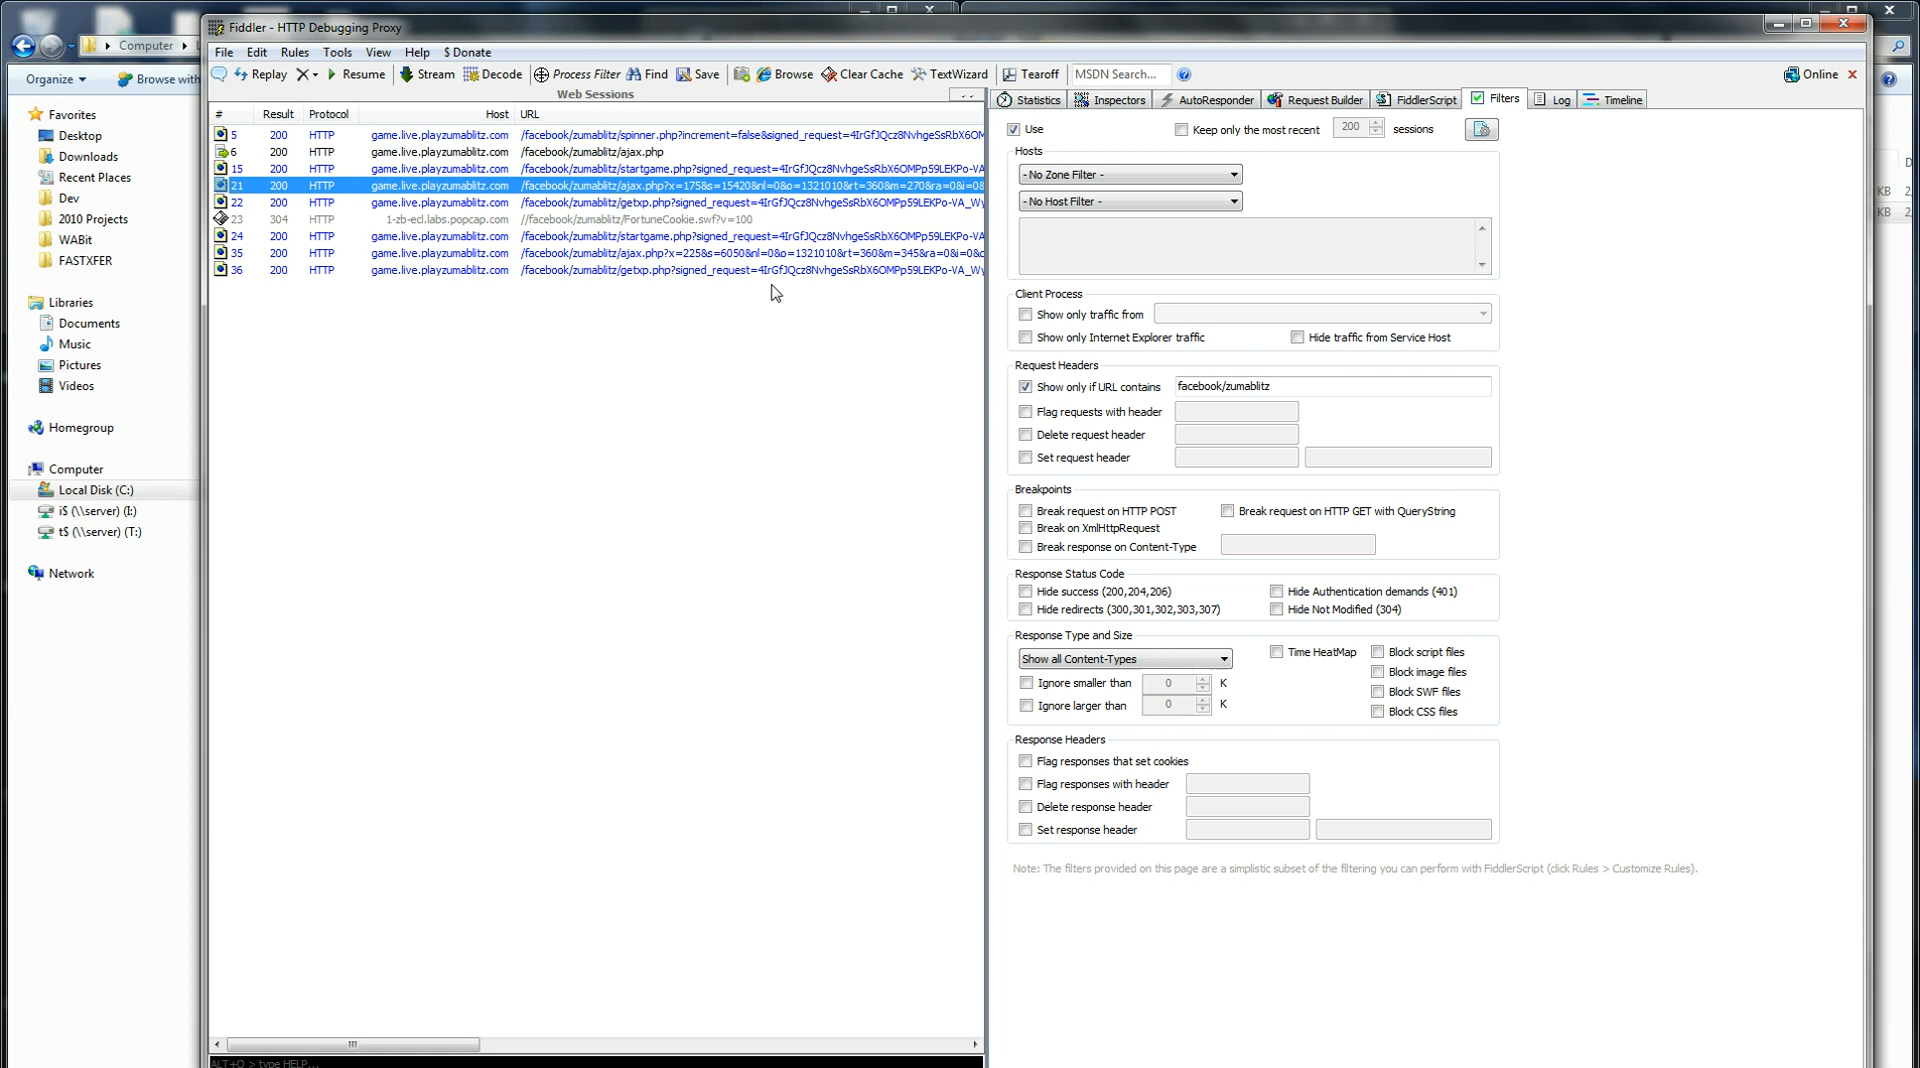 Fiddler - HTTP Debugging Proxy
Computer
File Edit Rules Tools View Help $ Donate
Organize Browse with
Replay Resume Stream Decode Process Filter Find Save Browse Clear Cache TextWizard Tearoff MSDN Search... Online
Web Sessions
Statistics Inspectors AutoResponder Request Builder FiddlerScript Filters Log Timeline
# Result Protocol Host URL
5 200 HTTP game.live.playzumablitz.com /facebook/zumablitz/spinner.php?increment=false&signed_request=4IrGfJQcz8NvhgeSsRbX6OM
6 200 HTTP game.live.playzumablitz.com /facebook/zumablitz/ajax.php
15 200 HTTP game.live.playzumablitz.com /facebook/zumablitz/startgame.php?signed_request=4IrGfJQcz8NvhgeSsRbX6OMPp59LEKPo-VA
21 200 HTTP game.live.playzumablitz.com /facebook/zumablitz/ajax.php?x=175&s=15420&nl=0&o=1321010&rt=360&m=270&ra=0&i=0&
22 200 HTTP game.live.playzumablitz.com /facebook/zumablitz/getxp.php?signed_request=4IrGfJQcz8NvhgeSsRbX6OMPp59LEKPo-VA_Wy
23 304 HTTP 1-zb-ecl.labs.popcap.com //facebook/zumablitz/FortuneCookie.swf?v=100
24 200 HTTP game.live.playzumablitz.com /facebook/zumablitz/startgame.php?signed_request=4IrGfJQcz8NvhgeSsRbX6OMPp59LEKPo-VA
35 200 HTTP game.live.playzumablitz.com /facebook/zumablitz/ajax.php?x=225&s=6050&nl=0&o=1321010&rt=360&m=345&ra=0&i=0&
36 200 HTTP game.live.playzumablitz.com /facebook/zumablitz/getxp.php?signed_request=4IrGfJQcz8NvhgeSsRbX6OMPp59LEKPo-VA_Wy
ALT+Q > type HELP...
Favorites
Desktop
Downloads
Recent Places
Dev
2010 Projects
WABit
FASTXFER
Libraries
Documents
Music
Pictures
Videos
Homegroup
Computer
Local Disk (C:)
i$ (\\server) (I:)
t$ (\\server) (T:)
Network
Use Keep only the most recent 200 sessions
Hosts
- No Zone Filter -
- No Host Filter -
Client Process
Show only traffic from
Show only Internet Explorer traffic Hide traffic from Service Host
Request Headers
Show only if URL contains facebook/zumablitz
Flag requests with header
Delete request header
Set request header
Breakpoints
Break request on HTTP POST Break request on HTTP GET with QueryString
Break on XmlHttpRequest
Break response on Content-Type
Response Status Code
Hide success (200,204,206) Hide Authentication demands (401)
Hide redirects (300,301,302,303,307) Hide Not Modified (304)
Response Type and Size
Show all Content-Types Time HeatMap Block script files
Block image files
Ignore smaller than 0 K Block SWF files
Ignore larger than 0 K Block CSS files
Response Headers
Flag responses that set cookies
Flag responses with header
Delete response header
Set response header
Note: The filters provided on this page are a simplistic subset of the filtering you can perform with FiddlerScript (click Rules > Customize Rules).
D
KB 2,
KB 2,